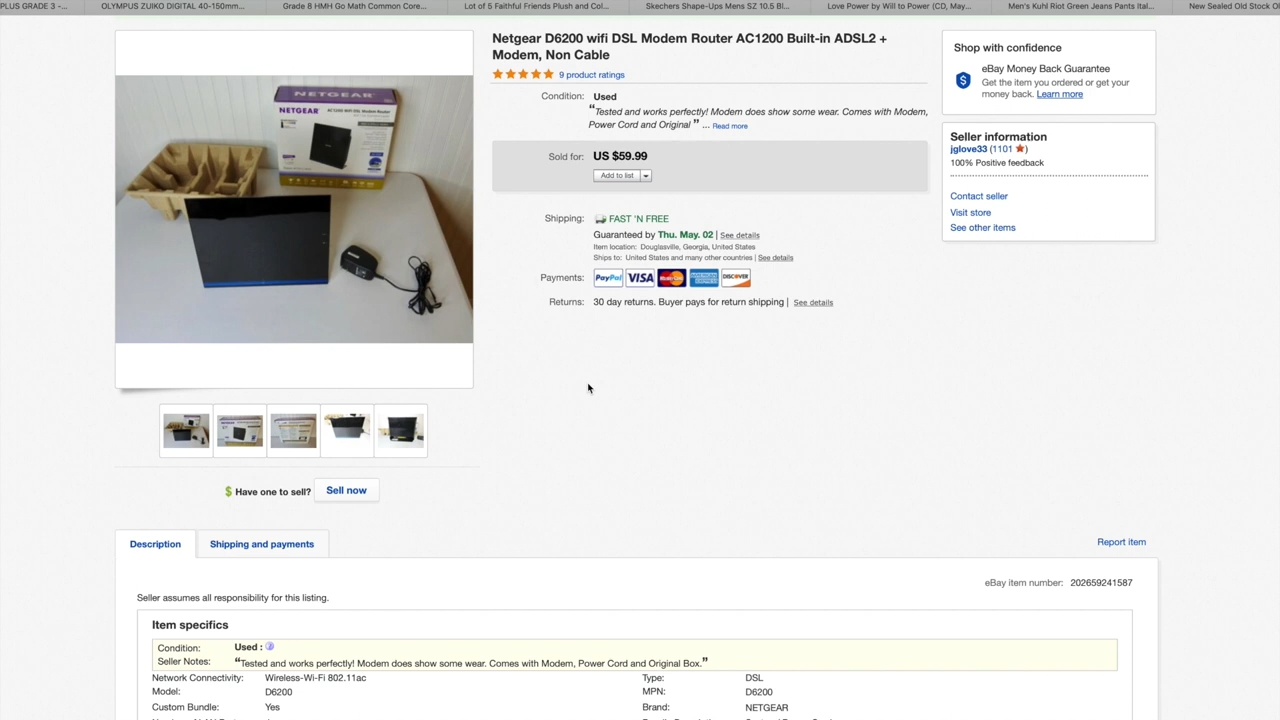 PLUS GRADE 3 -...
OLYMPUS ZUIKO DIGITAL 40-150mm...
Grade 8 HMH Go Math Common Core...
Lot of 5 Faithful Friends Plush and Col...
Skechers Shape-Ups Mens SZ 10.5 Bl...
Love Power by Will to Power (CD, May...
Men's Kuhl Riot Green Jeans Pants Ital...
New Sealed Old Stock Ol
NETGEAR
NETGEAR
AC1200 WiFi DSL Modem Router
Netgear D6200 wifi DSL Modem Router AC1200 Built-in ADSL2 +
Modem, Non Cable
9 product ratings
Condition: Used
“Tested and works perfectly! Modem does show some wear. Comes with Modem,
Power Cord and Original ” ... Read more
Sold for: US $59.99
Add to list
Shipping: FAST 'N FREE
Guaranteed by Thu. May. 02 | See details
Item location: Douglasville, Georgia, United States
Ships to: United States and many other countries | See details
Payments: PayPal VISA MasterCard AMERICAN EXPRESS DISCOVER
Returns: 30 day returns. Buyer pays for return shipping | See details
Shop with confidence
eBay Money Back Guarantee
Get the item you ordered or get your
money back. Learn more
Seller information
jglove33 (1101 )
100% Positive feedback
Contact seller
Visit store
See other items
$ Have one to sell? Sell now
Description
Shipping and payments
Report item
eBay item number: 202659241587
Seller assumes all responsibility for this listing.
Item specifics
Condition: Used :
Seller Notes: “Tested and works perfectly! Modem does show some wear. Comes with Modem, Power Cord and Original Box.”
Network Connectivity: Wireless-Wi-Fi 802.11ac
Type: DSL
Model: D6200
MPN: D6200
Custom Bundle: Yes
Brand: NETGEAR